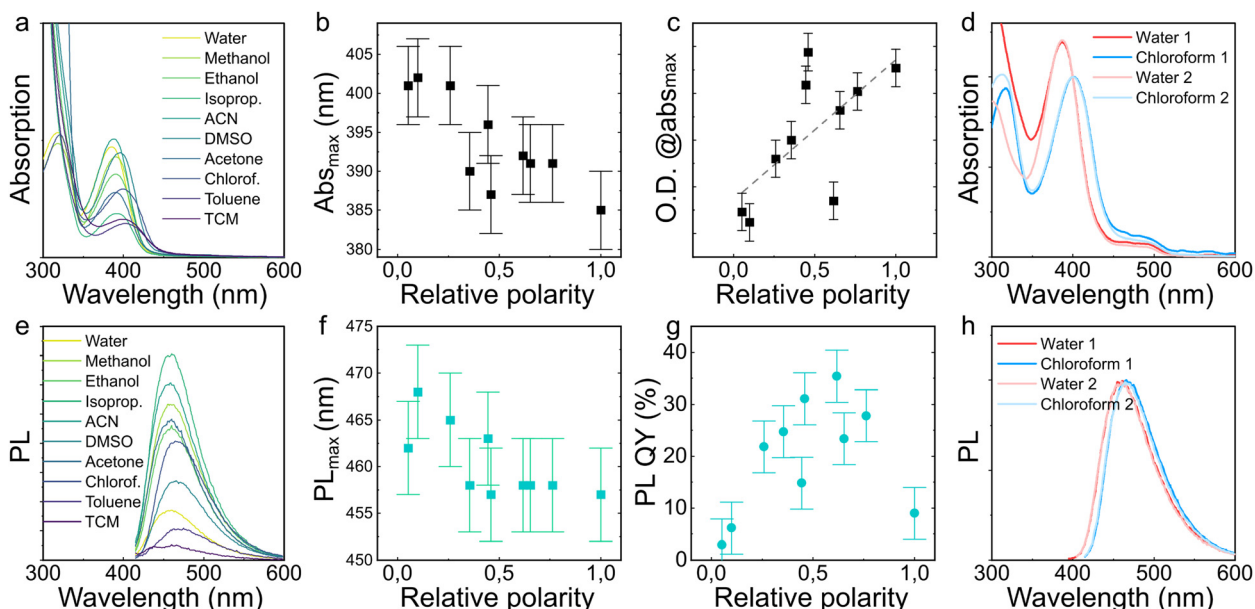 a
Absorption
Water
Methanol
Ethanol
Isoprop.
ACN
DMSO
Acetone
Chlorof.
Toluene
TCM
300 400 500 600
Wavelength (nm)
b
Absmax (nm)
405
400
395
390
385
380
0,0 0,5 1,0
Relative polarity
c
O.D. @absmax
0,0 0,5 1,0
Relative polarity
d
Absorption
Water 1
Chloroform 1
Water 2
Chloroform 2
300 400 500 600
Wavelength (nm)
e
PL
Water
Methanol
Ethanol
Isoprop.
ACN
DMSO
Acetone
Chlorof.
Toluene
TCM
300 400 500 600
Wavelength (nm)
f
PLmax (nm)
475
470
465
460
455
450
0,0 0,5 1,0
Relative polarity
g
PL QY (%)
40
30
20
10
0
0,0 0,5 1,0
Relative polarity
h
PL
Water 1
Chloroform 1
Water 2
Chloroform 2
300 400 500 600
Wavelength (nm)